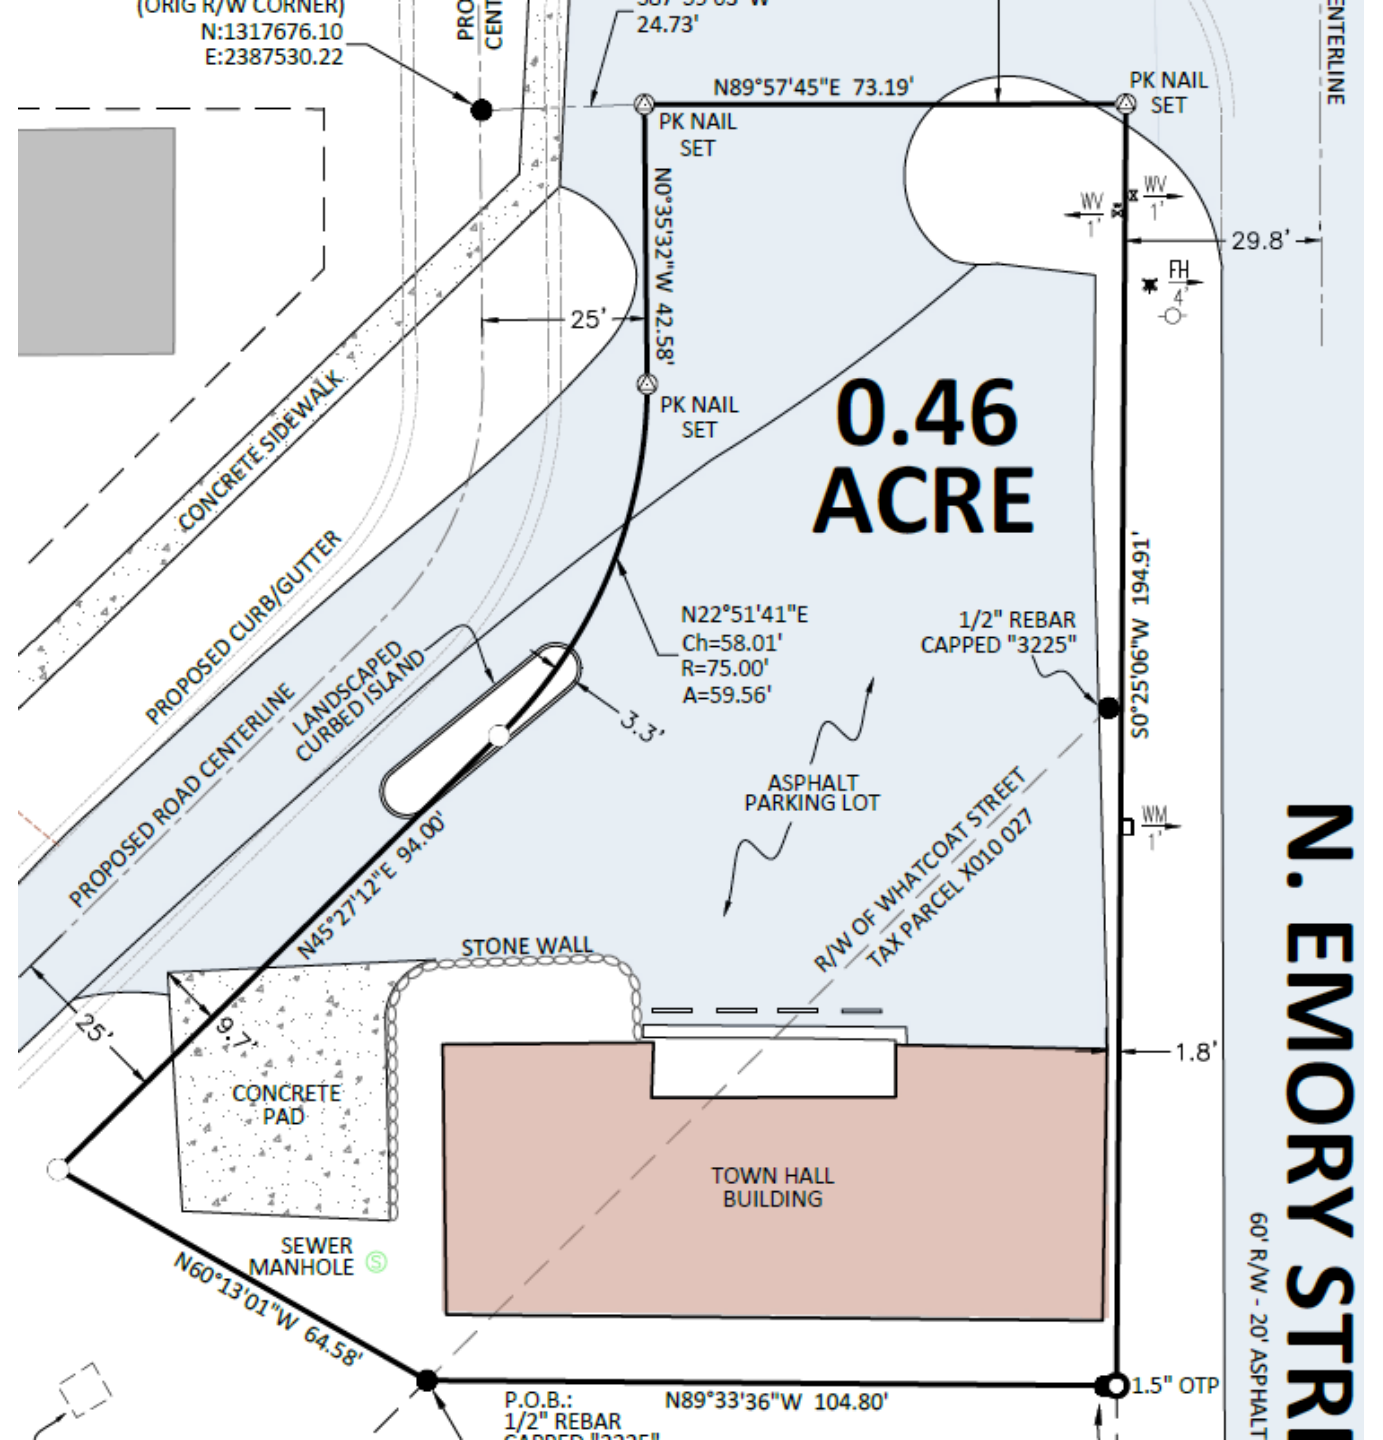 (ORIG R/W CORNER)
N:1317676.10
E:2387530.22
24.73'
N89°57'45"E 73.19'
PK NAIL
SET
PK NAIL
SET
N0°35'32"W 42.58'
WV
1'
WV
1'
29.8'
FH
4'
25'
PK NAIL
SET
0.46
ACRE
CONCRETE SIDEWALK
PROPOSED CURB/GUTTER
N22°51'41"E
Ch=58.01'
R=75.00'
A=59.56'
1/2" REBAR
CAPPED "3225"
S0°25'06"W 194.91'
LANDSCAPED
CURBED ISLAND
3.3'
PROPOSED ROAD CENTERLINE
ASPHALT
PARKING LOT
WM
1'
N45°27'12"E 94.00'
R/W OF WHATCOAT STREET
TAX PARCEL X010 027
STONE WALL
25'
9.7'
1.8'
CONCRETE
PAD
TOWN HALL
BUILDING
SEWER
MANHOLE
S
N60°13'01"W 64.58'
P.O.B.:
1/2" REBAR
N89°33'36"W 104.80'
1.5" OTP
N. EMORY STR
60' R/W - 20' ASPHALT